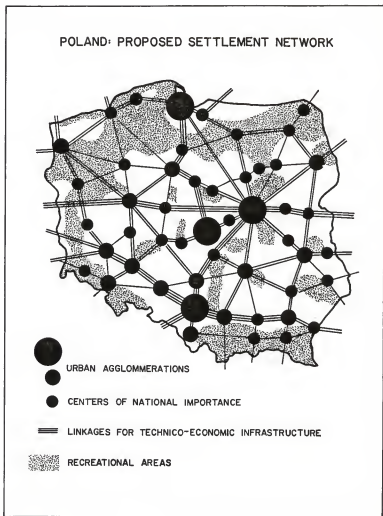 POLAND: PROPOSED SETTLEMENT NETWORK
URBAN AGGLOMMERATIONS
CENTERS OF NATIONAL IMPORTANCE
LINKAGES FOR TECHNICO-ECONOMIC INFRASTRUCTURE
RECREATIONAL AREAS